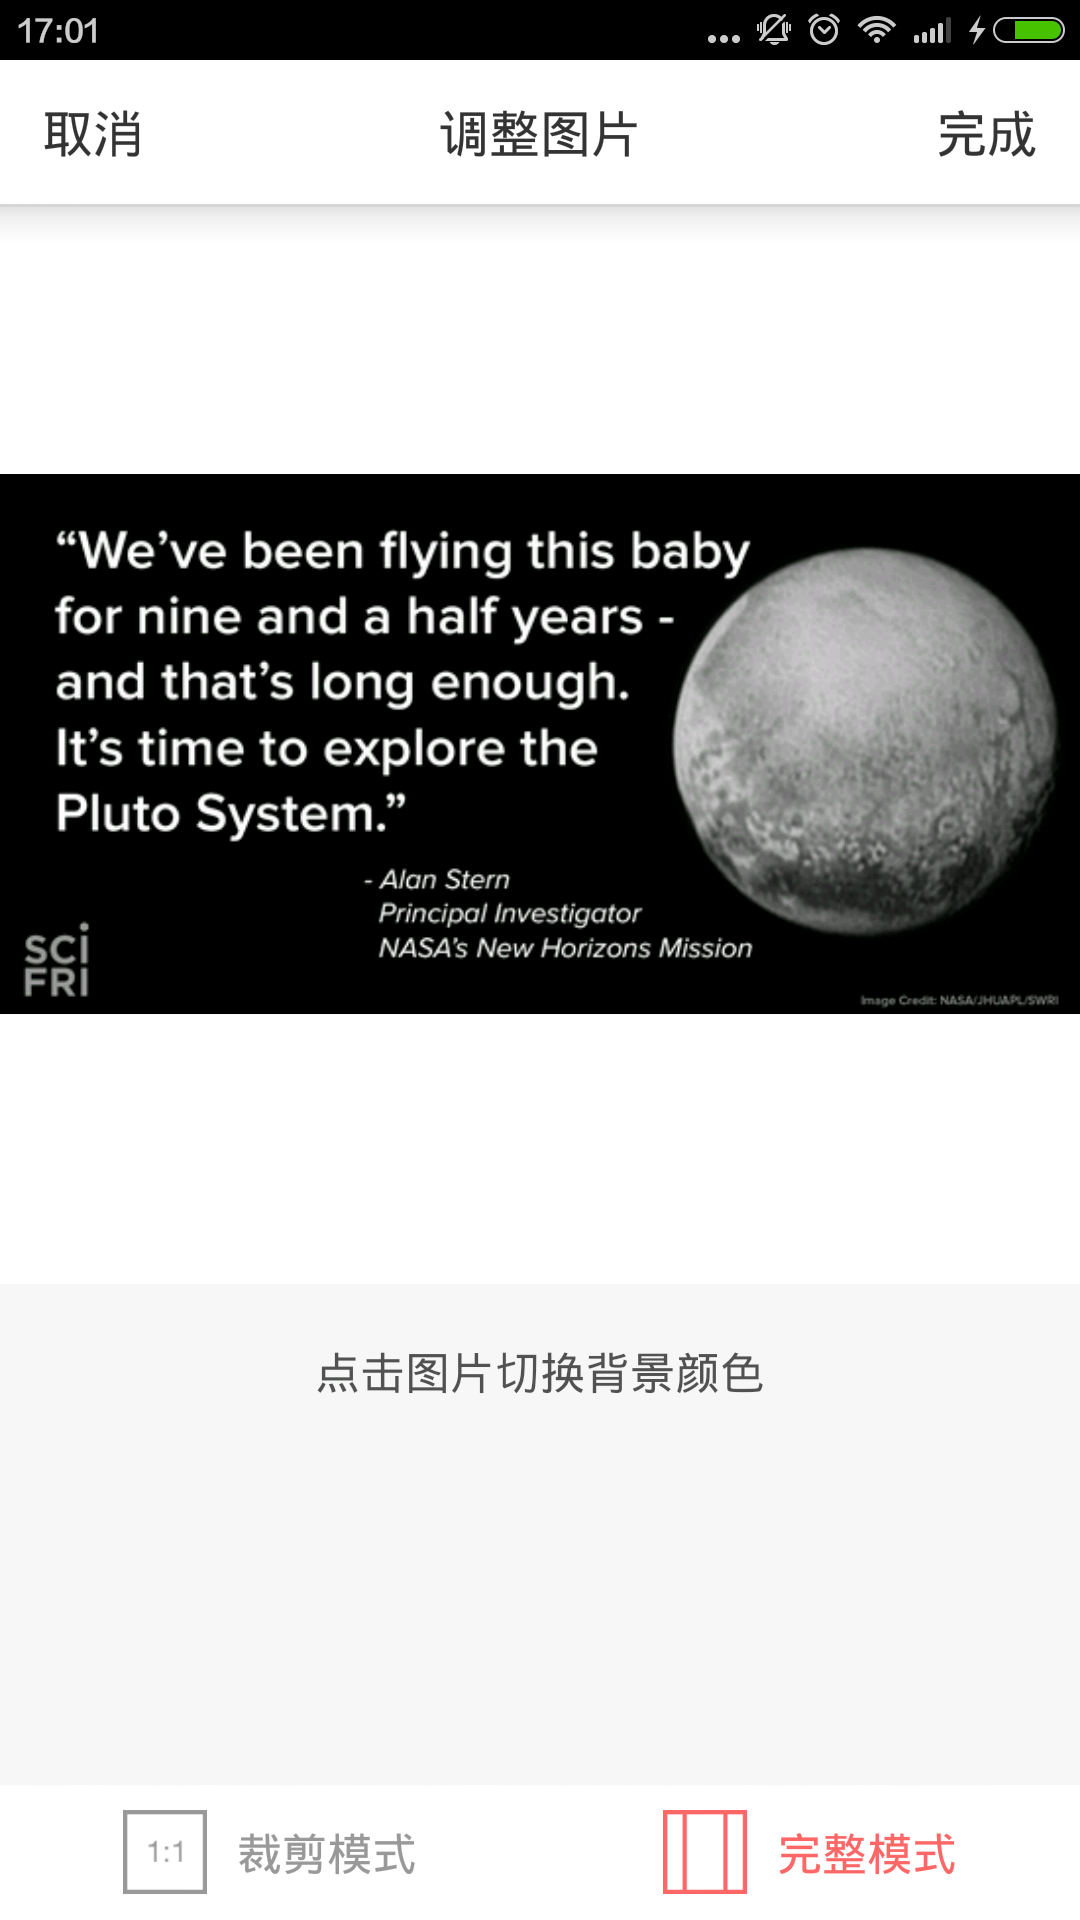 17:01
取消 调整图片 完成
“We’ve been flying this baby
for nine and a half years -
and that’s long enough.
It’s time to explore the
Pluto System.”
- Alan Stern
Principal Investigator
NASA’s New Horizons Mission
SCI
FRI
Image Credit: NASA/JHUAPL/SWRI
点击图片切换背景颜色
1:1 裁剪模式 完整模式